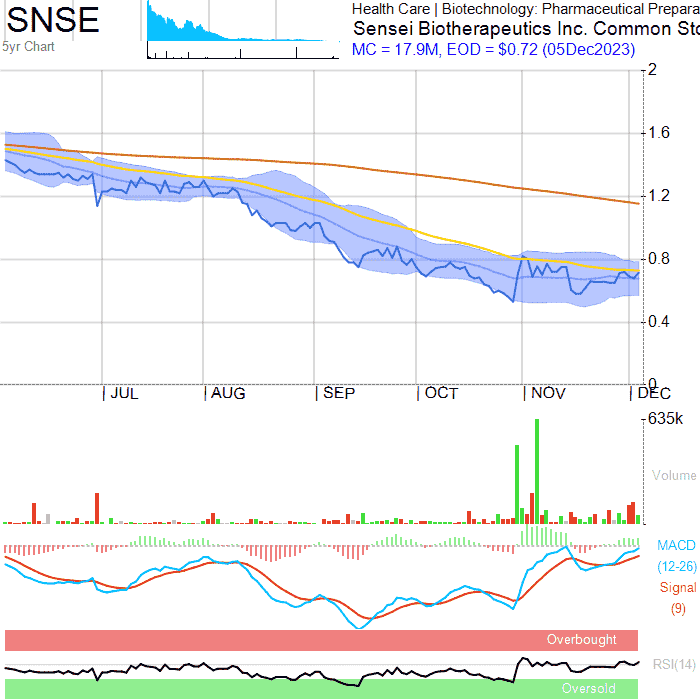 SNSE
5yr Chart
Health Care | Biotechnology: Pharmaceutical Prepara
Sensei Biotherapeutics Inc. Common Sto
MC = 17.9M, EOD = $0.72 (05Dec2023)
2
1.6
1.2
0.8
0.4
0
JUL
AUG
SEP
OCT
NOV
DEC
635k
Volume
MACD
(12-26)
Signal
(9)
Overbought
RSI(14)
Oversold